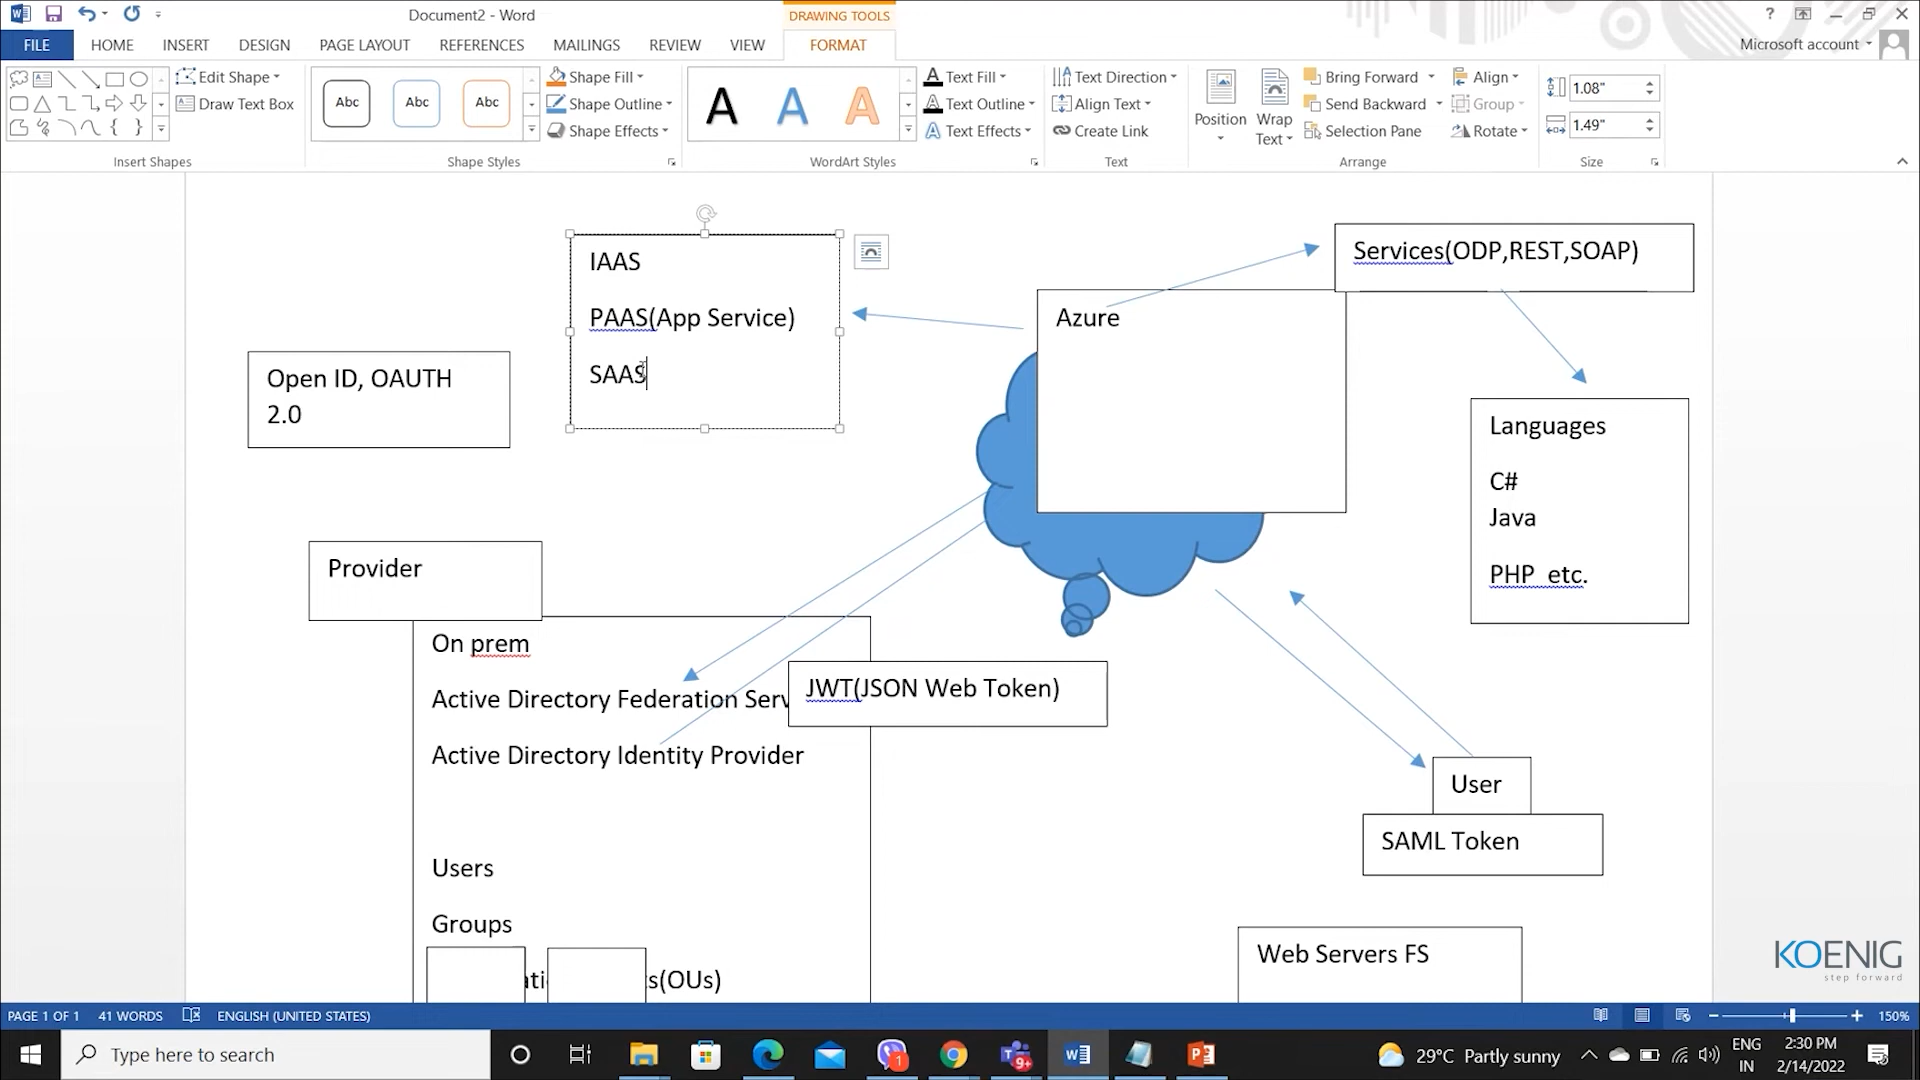 Document2 - Word
DRAWING TOOLS
?
FILE
HOME
INSERT
DESIGN
PAGE LAYOUT
REFERENCES
MAILINGS
REVIEW
VIEW
FORMAT
Microsoft account
Edit Shape
Draw Text Box
Insert Shapes
Abc
Abc
Abc
Shape Fill
Shape Outline
Shape Effects
Shape Styles
A
A
A
Text Fill
Text Outline
Text Effects
WordArt Styles
Text Direction
Align Text
Create Link
Text
Position
Wrap
Text
Bring Forward
Send Backward
Selection Pane
Align
Group
Rotate
Arrange
1.08"
1.49"
Size
IAAS
PAAS(App Service)
SAAS
Services(ODP,REST,SOAP)
Azure
Open ID, OAUTH
2.0
Languages
C#
Java
PHP etc.
Provider
On prem
Active Directory Federation Serv
JWT(JSON Web Token)
Active Directory Identity Provider
User
SAML Token
Users
Groups
s(OUs)
Web Servers FS
KOENIG
step forward
PAGE 1 OF 1
41 WORDS
ENGLISH (UNITED STATES)
150%
Type here to search
1
9+
29°C Partly sunny
ENG
IN
2:30 PM
2/14/2022